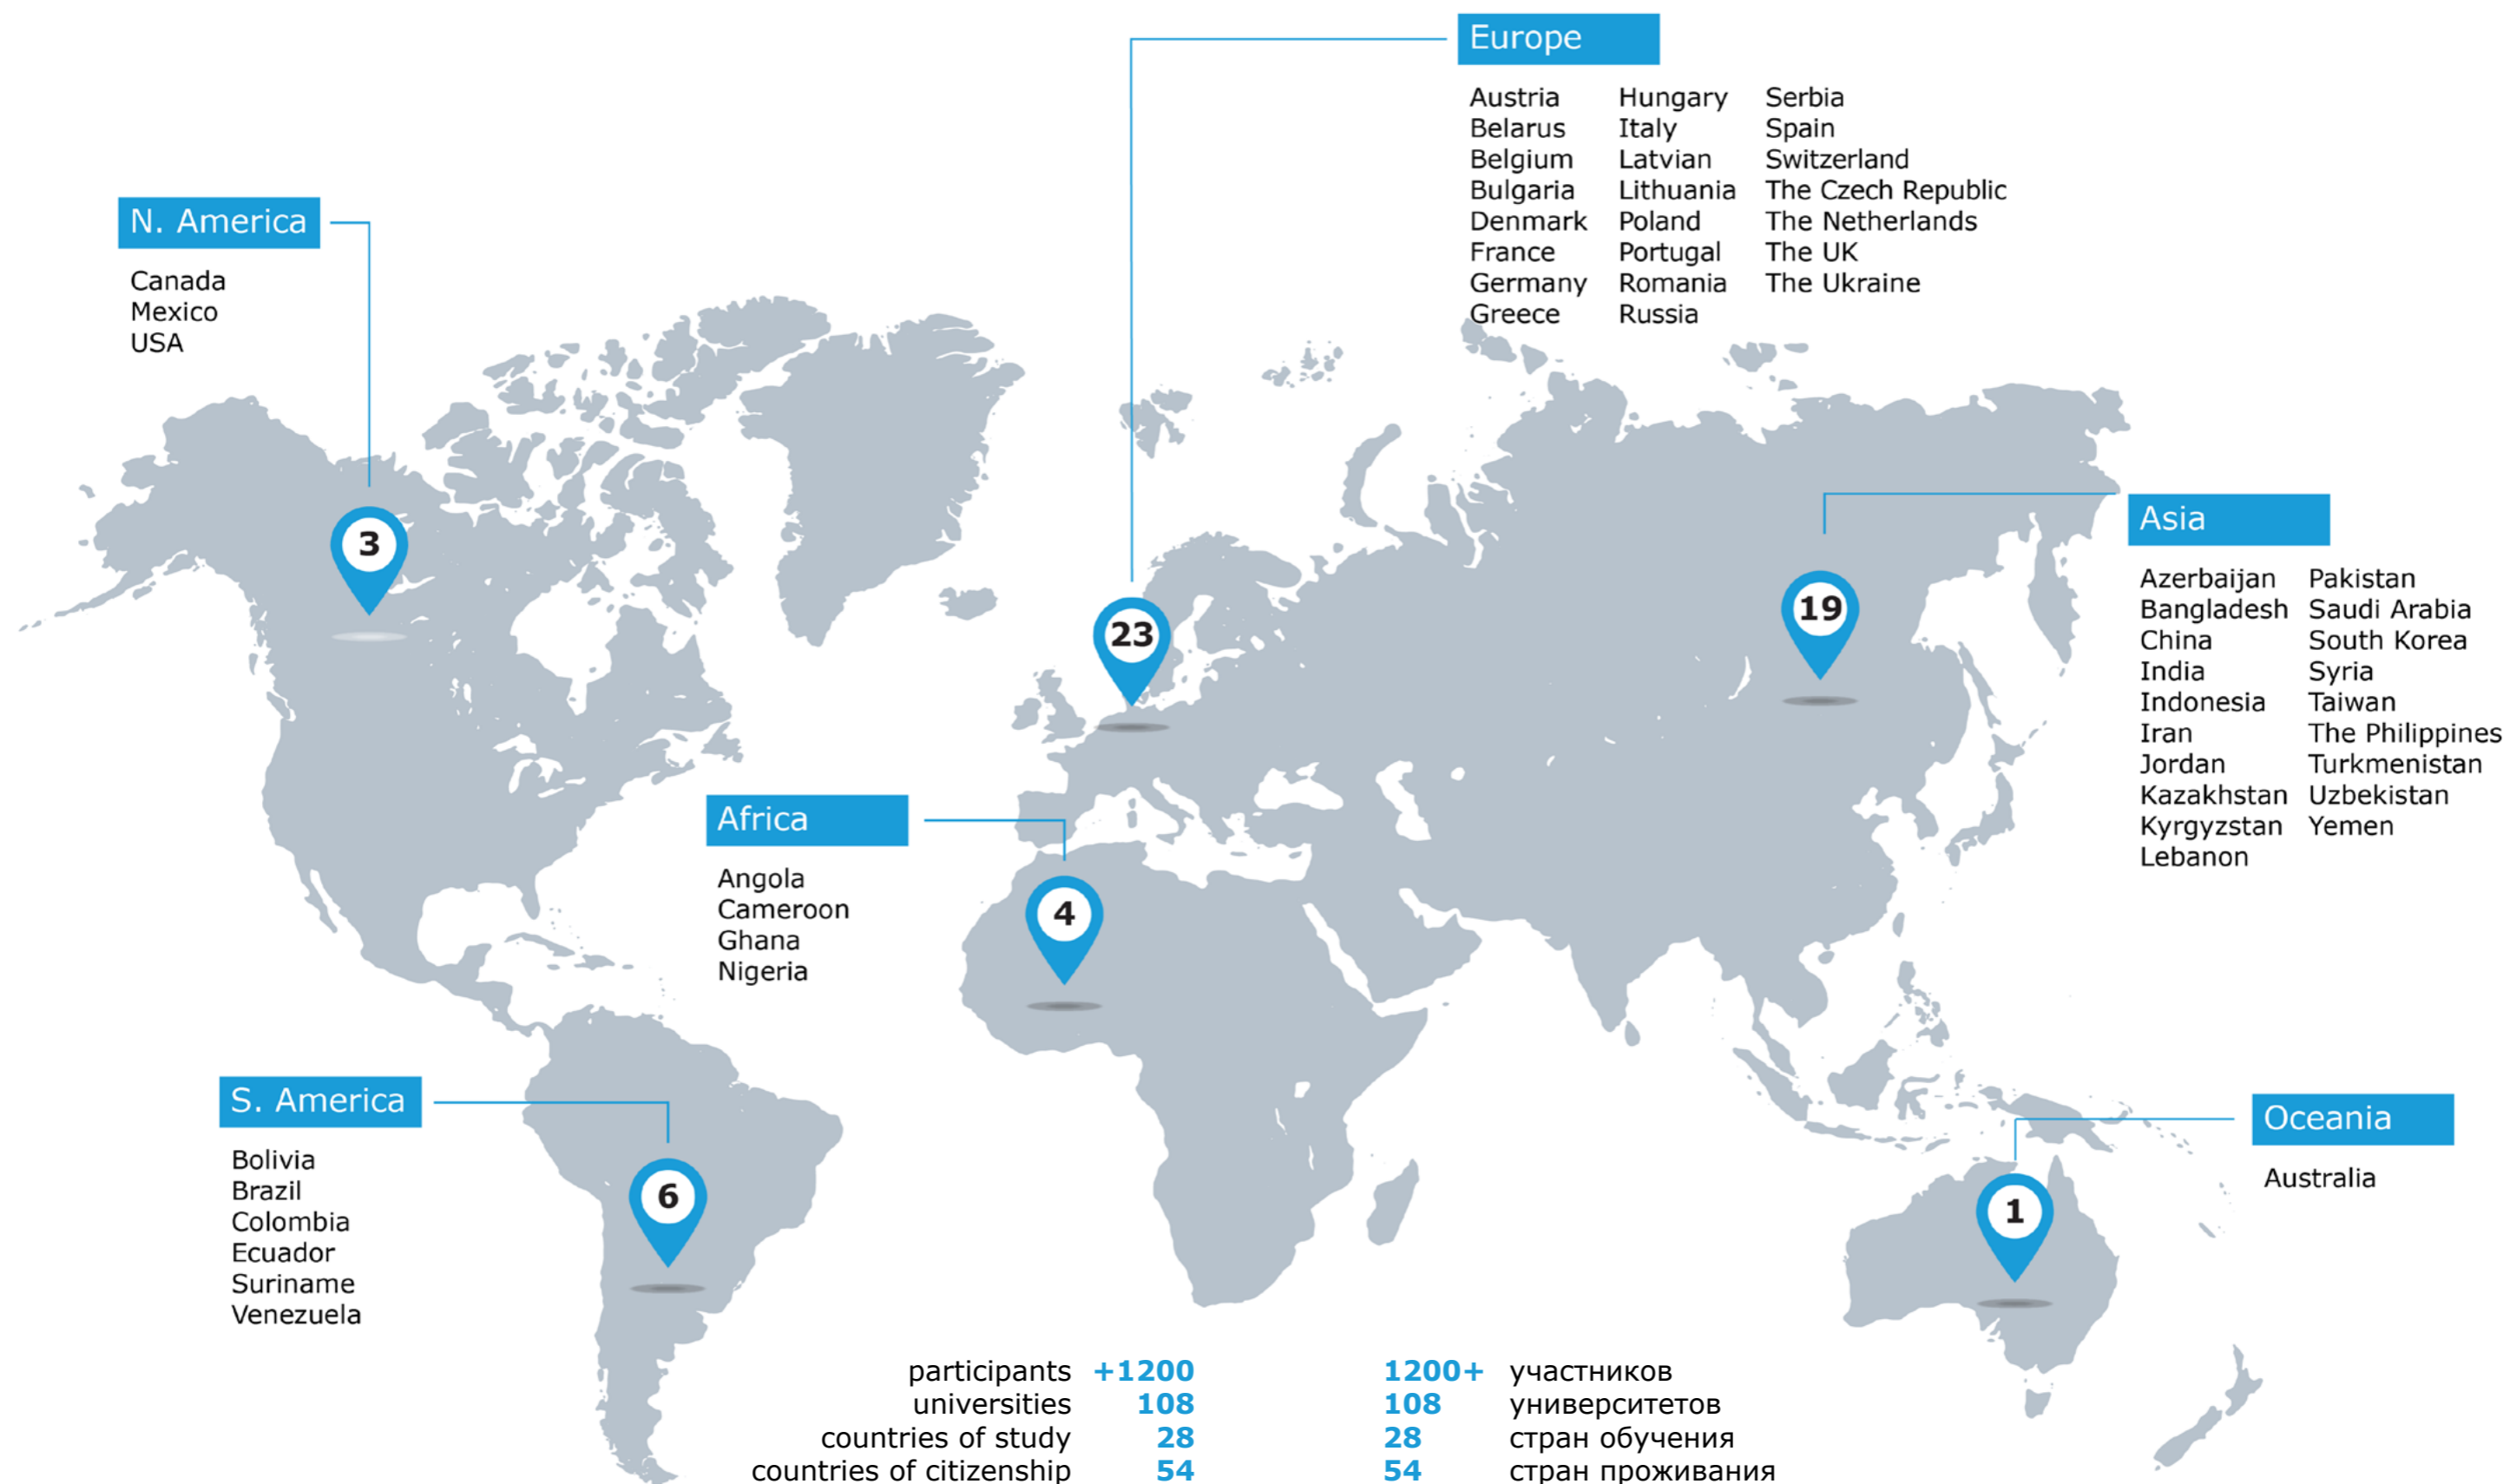 Europe
Austria
Belarus
Belgium
Bulgaria
Denmark
France
Germany
Greece
Hungary
Italy
Latvian
Lithuania
Poland
Portugal
Romania
Russia
Serbia
Spain
Switzerland
The Czech Republic
The Netherlands
The UK
The Ukraine
N. America
Canada
Mexico
USA
3
23
Asia
19
Azerbaijan
Bangladesh
China
India
Indonesia
Iran
Jordan
Kazakhstan
Kyrgyzstan
Lebanon
Pakistan
Saudi Arabia
South Korea
Syria
Taiwan
The Philippines
Turkmenistan
Uzbekistan
Yemen
Africa
4
Angola
Cameroon
Ghana
Nigeria
S. America
6
Bolivia
Brazil
Colombia
Ecuador
Suriname
Venezuela
Oceania
1
Australia
participants +1200
universities 108
countries of study 28
countries of citizenship 54
1200+ участников
108 университетов
28 стран обучения
54 стран проживания